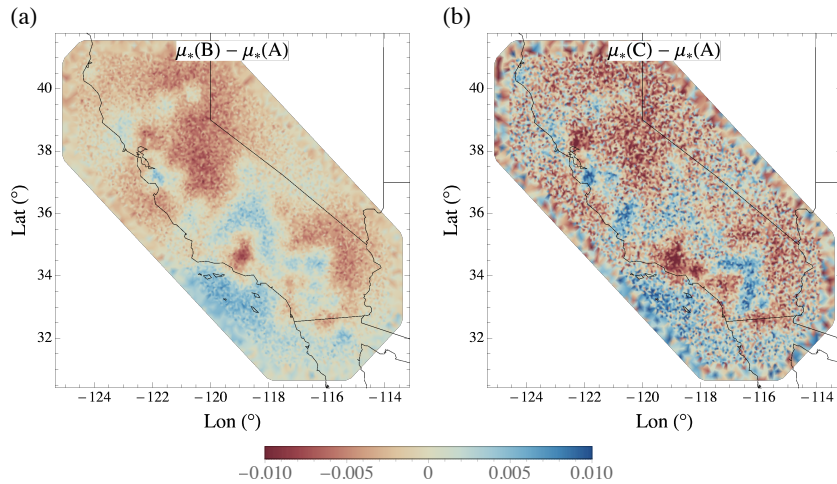 (a)
(b)
μ*(B) − μ*(A)
μ*(C) − μ*(A)
40
38
36
34
32
Lat (°)
−124 −122 −120 −118 −116 −114
Lon (°)
40
38
36
34
32
Lat (°)
−124 −122 −120 −118 −116 −114
Lon (°)
−0.010 −0.005 0 0.005 0.010